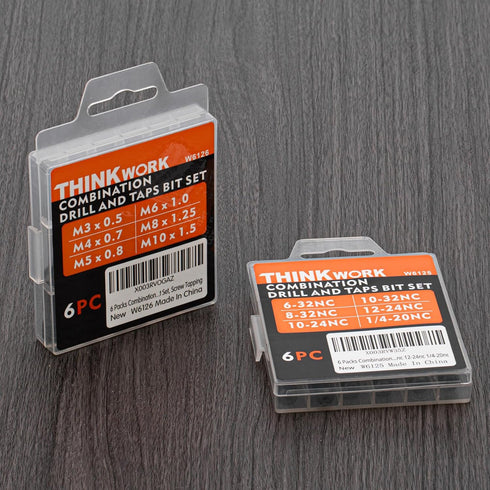 THINKWORK
W6126
COMBINATION
DRILL AND TAPS BIT SET
M3 x 0.5 M6 x 1.0
M4 x 0.7 M8 x 1.25
M5 x 0.8 M10 x 1.5
6PC
X003RVOGAZ
6 Packs Combination...l Set, Screw Tapping
New W6126 Made In China
THINKWORK
W6125
COMBINATION
DRILL AND TAPS BIT SET
6-32NC 10-32NC
8-32NC 12-24NC
10-24NC 1/4-20NC
6PC
X003RVW35Z
6 Packs Combination...nc 12-24nc 1/4-20nc
New W6125 Made In China